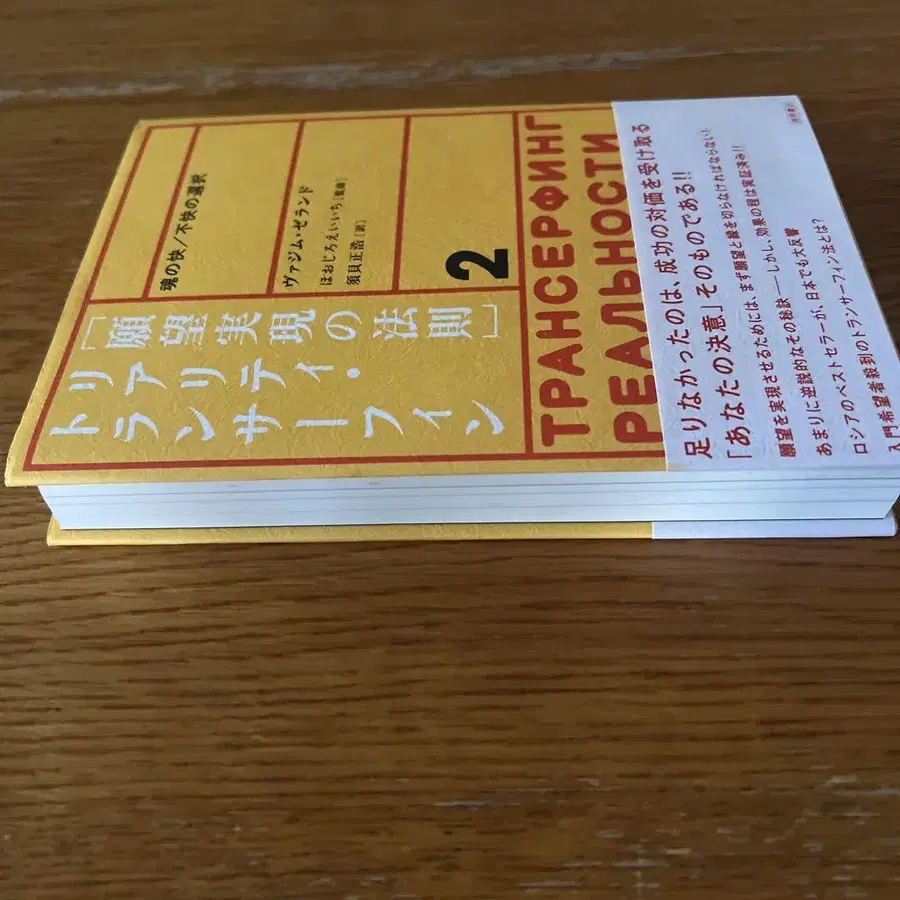 魂の快/不快の選択
ヴァジム・ゼランド
ほおじろえいいち[監修]
須貝正浩[訳]
2
[願望実現の法則]
リアリティ・
トランサーフィン
ТРАНСЕРФИНГ
РЕАЛЬНОСТИ
足りなかったのは、成功の対価を受け取る
「あなたの決意」そのものである!!
願望を実現させるためには、まず願望と縁を切らなければならない!
あまりに逆説的なその秘訣――しかし、効果の程は実証済み!!
ロシアのベストセラーが、日本でも大反響
入門希望者殺到のトランサーフィン法とは?